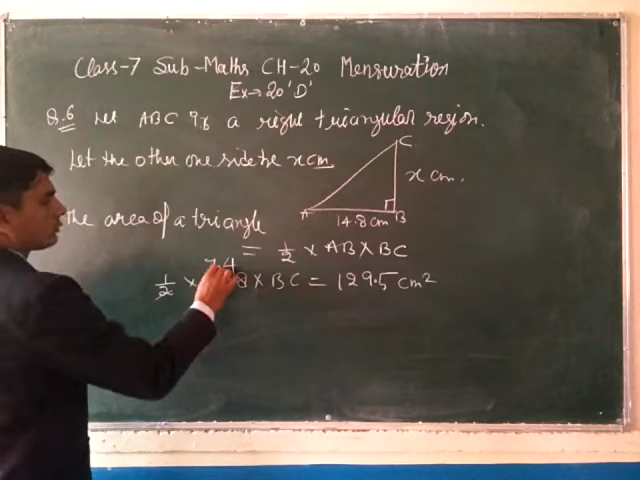 Class-7 Sub-Maths CH-20 Mensuration
Ex→20'D'
Q.6 Let ABC is a right triangular region.
Let the other one side be x cm.
C
x cm.
A 14.8cm B
the area of a triangle
= 1/2 × AB × BC
7.4
1/2 × 8 × BC = 129.5 cm²